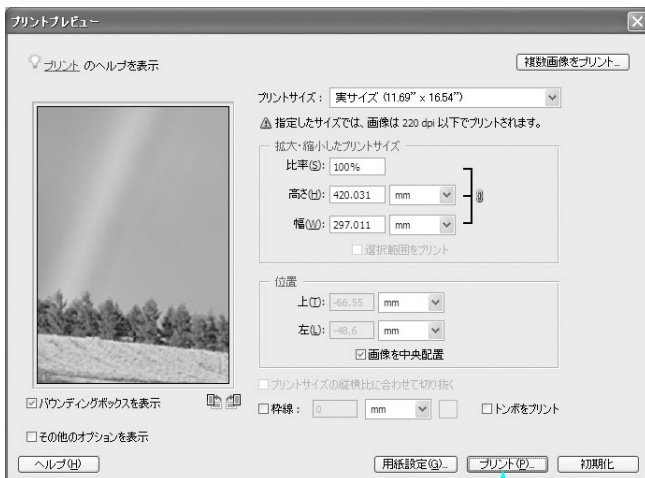 プリントプレビュー
プリント のヘルプを表示
複数画像をプリント...
プリントサイズ： 実サイズ (11.69" x 16.54")
指定したサイズでは、画像は 220 dpi 以下でプリントされます。
拡大・縮小したプリントサイズ
比率(S): 100%
高さ(H): 420.031 mm
幅(W): 297.011 mm
選択範囲をプリント
位置
上(T): -66.55 mm
左(L): -48.6 mm
画像を中央配置
プリントサイズの縦横比に合わせて切り抜く
バウンディングボックスを表示
枠線： 0 mm トンボをプリント
その他のオプションを表示
ヘルプ(H) 用紙設定(G)... プリント(P)... 初期化